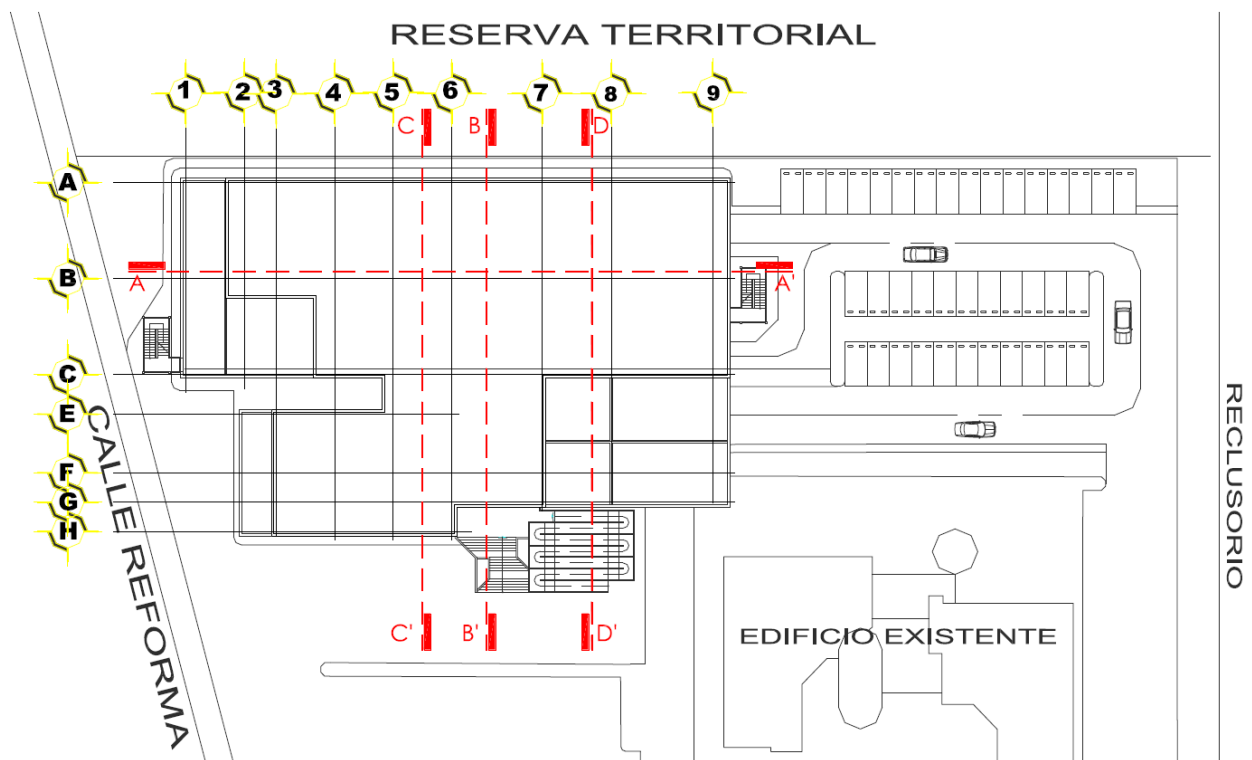 RESERVA TERRITORIAL
1 2 3 4 5 6 7 8 9
C B D
A
B
A A'
C
E
F
G
H
CALLE REFORMA
RECLUSORIO
C' B' D'
EDIFICIO EXISTENTE